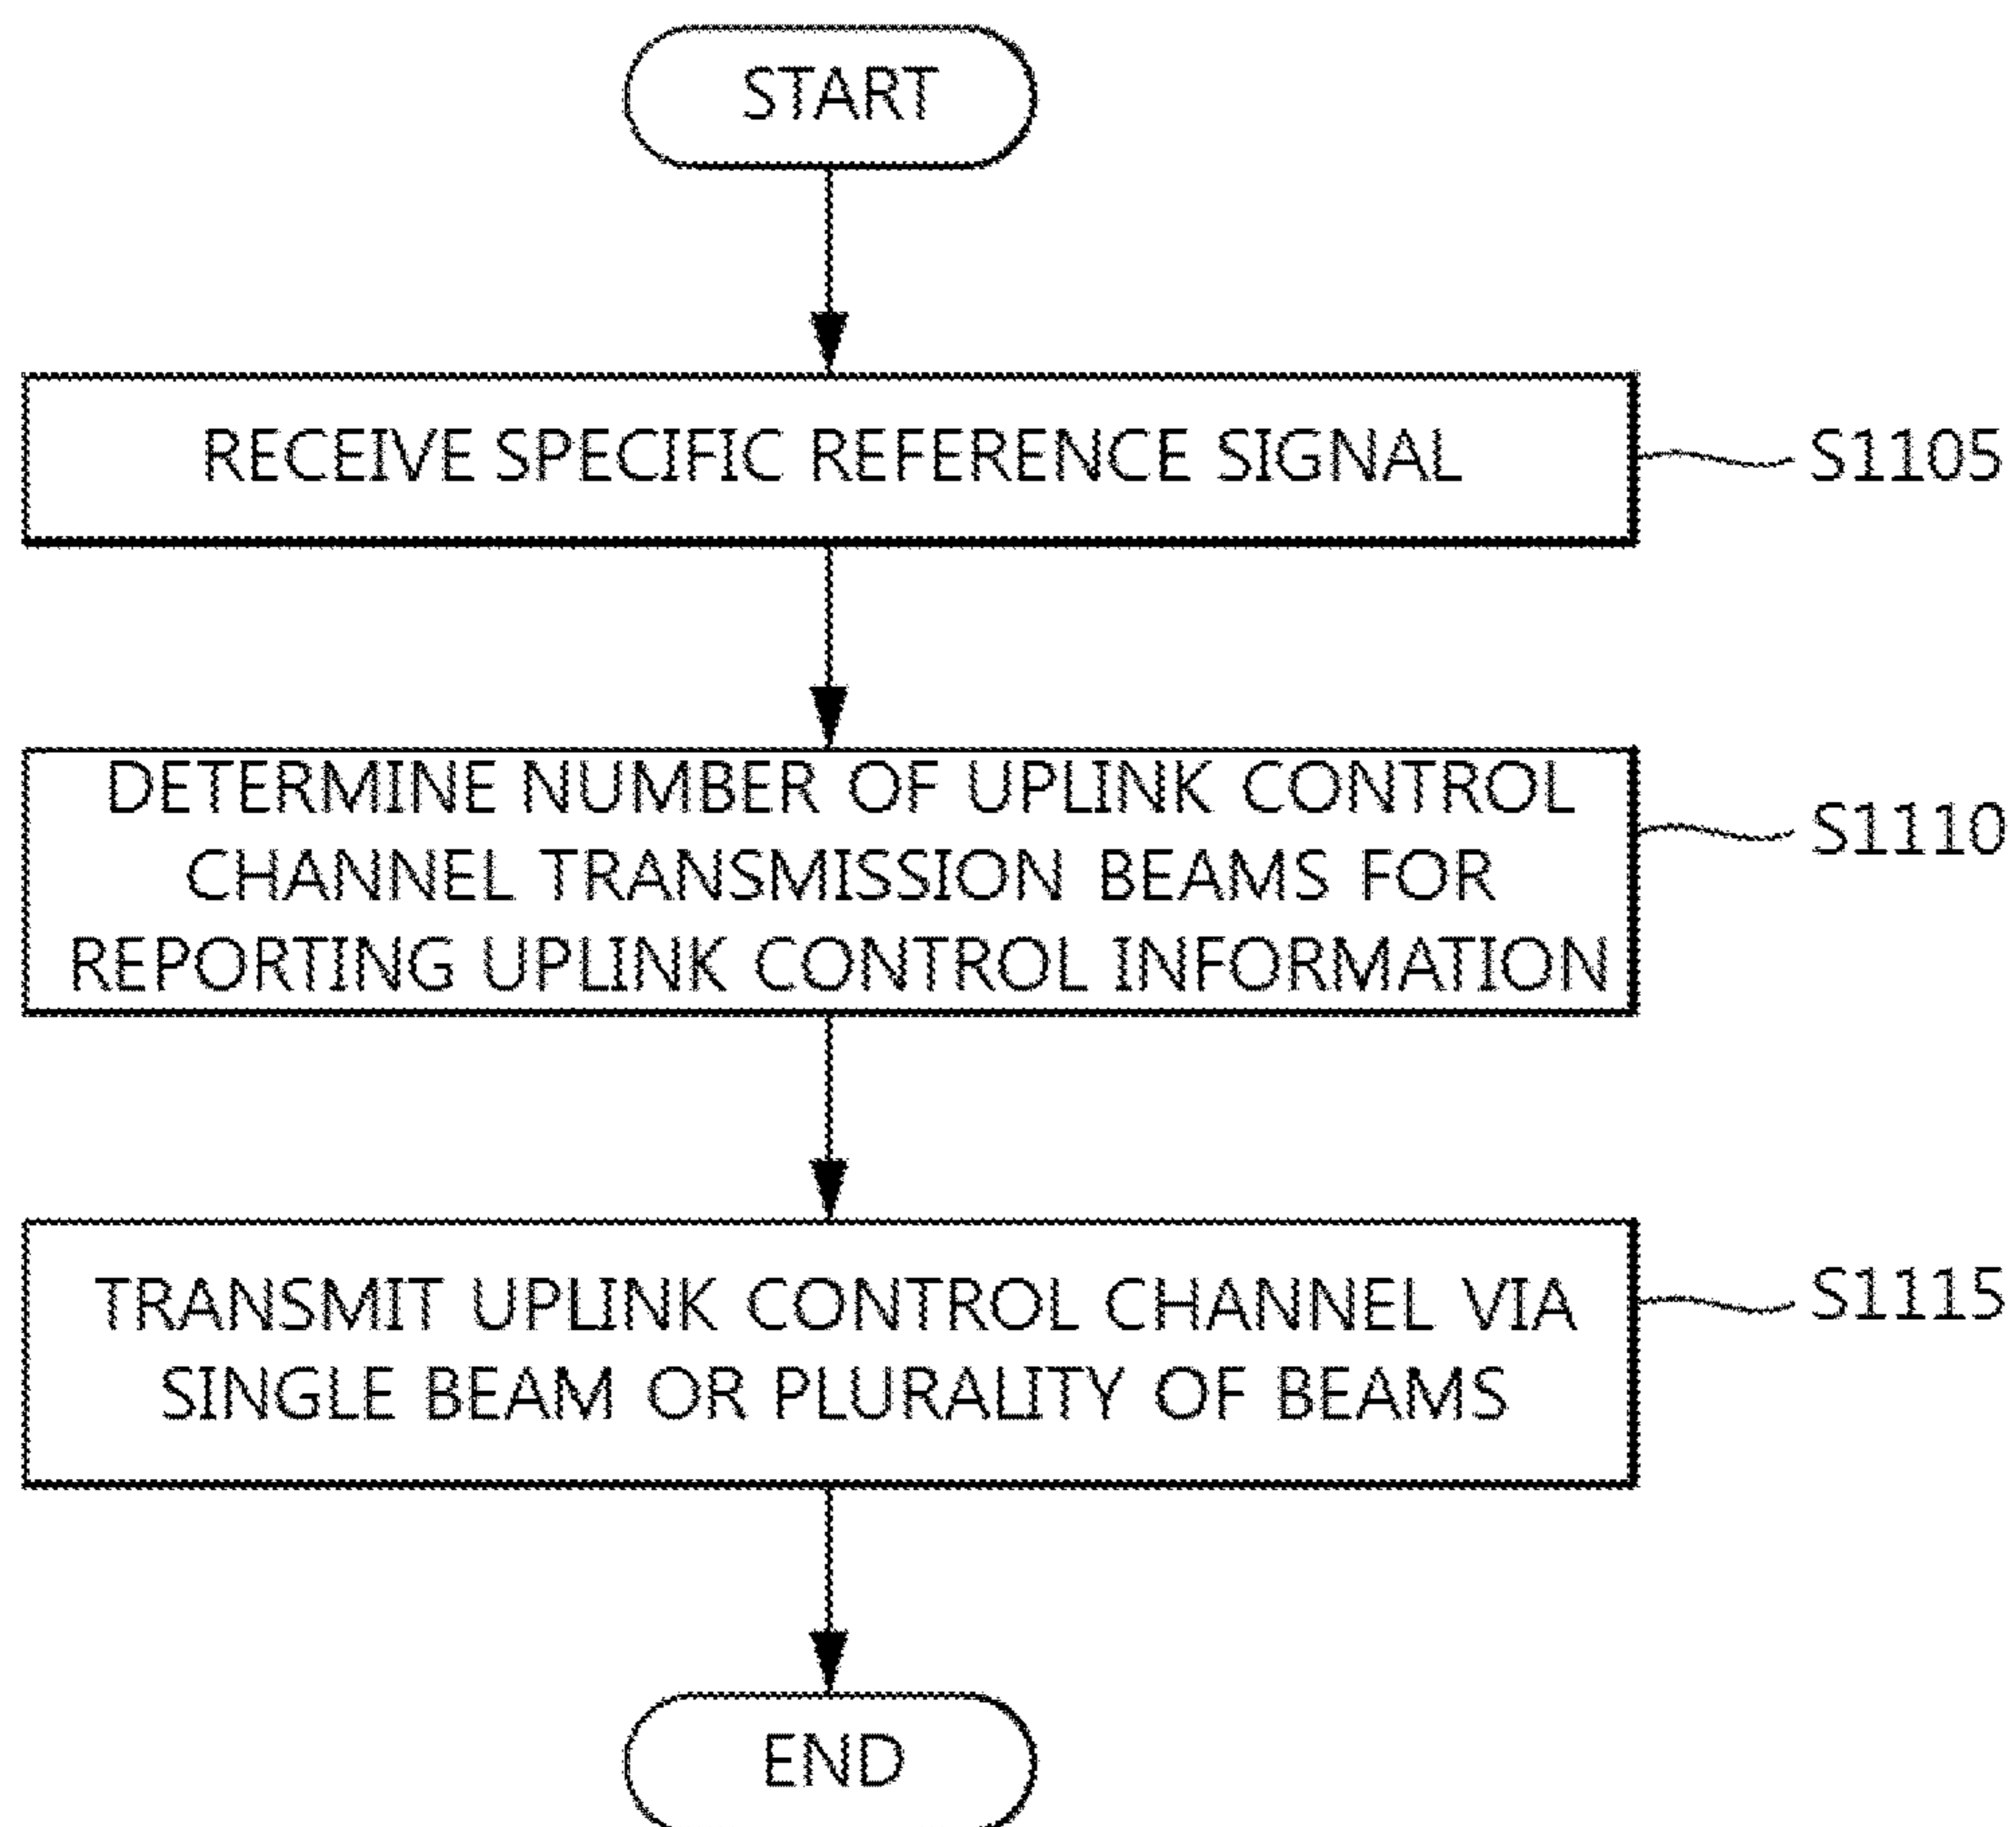 START
RECEIVE SPECIFIC REFERENCE SIGNAL
S1105
DETERMINE NUMBER OF UPLINK CONTROL
CHANNEL TRANSMISSION BEAMS FOR
REPORTING UPLINK CONTROL INFORMATION
S1110
TRANSMIT UPLINK CONTROL CHANNEL VIA
SINGLE BEAM OR PLURALITY OF BEAMS
S1115
END